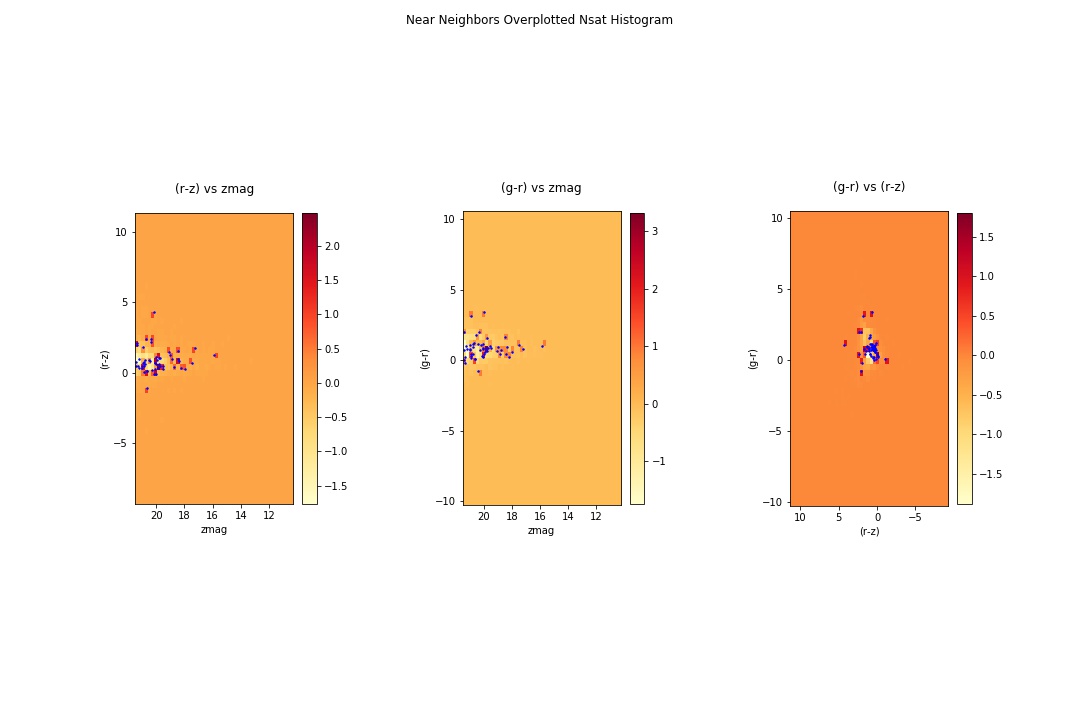 Near Neighbors Overplotted Nsat Histogram
(r-z) vs zmag
(g-r) vs zmag
(g-r) vs (r-z)
10
5
0
−5
(r-z)
20 18 16 14 12
zmag
2.0
1.5
1.0
0.5
0.0
−0.5
−1.0
−1.5
10
5
0
−5
−10
(g-r)
20 18 16 14 12
zmag
3
2
1
0
−1
10
5
0
−5
−10
(g-r)
10 5 0 −5
(r-z)
1.5
1.0
0.5
0.0
−0.5
−1.0
−1.5